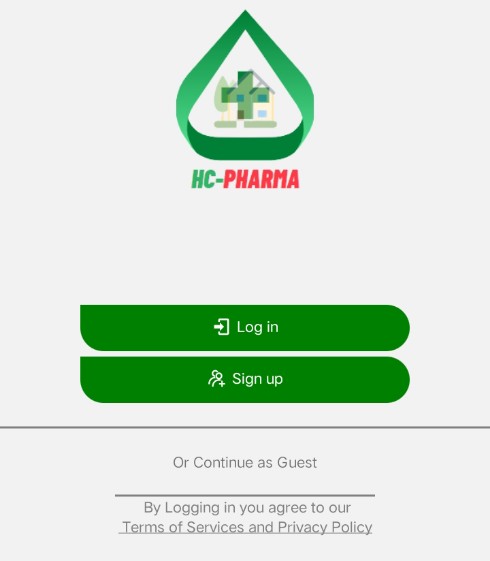 HC-PHARMA
Log in
Sign up
Or Continue as Guest
By Logging in you agree to our
Terms of Services and Privacy Policy